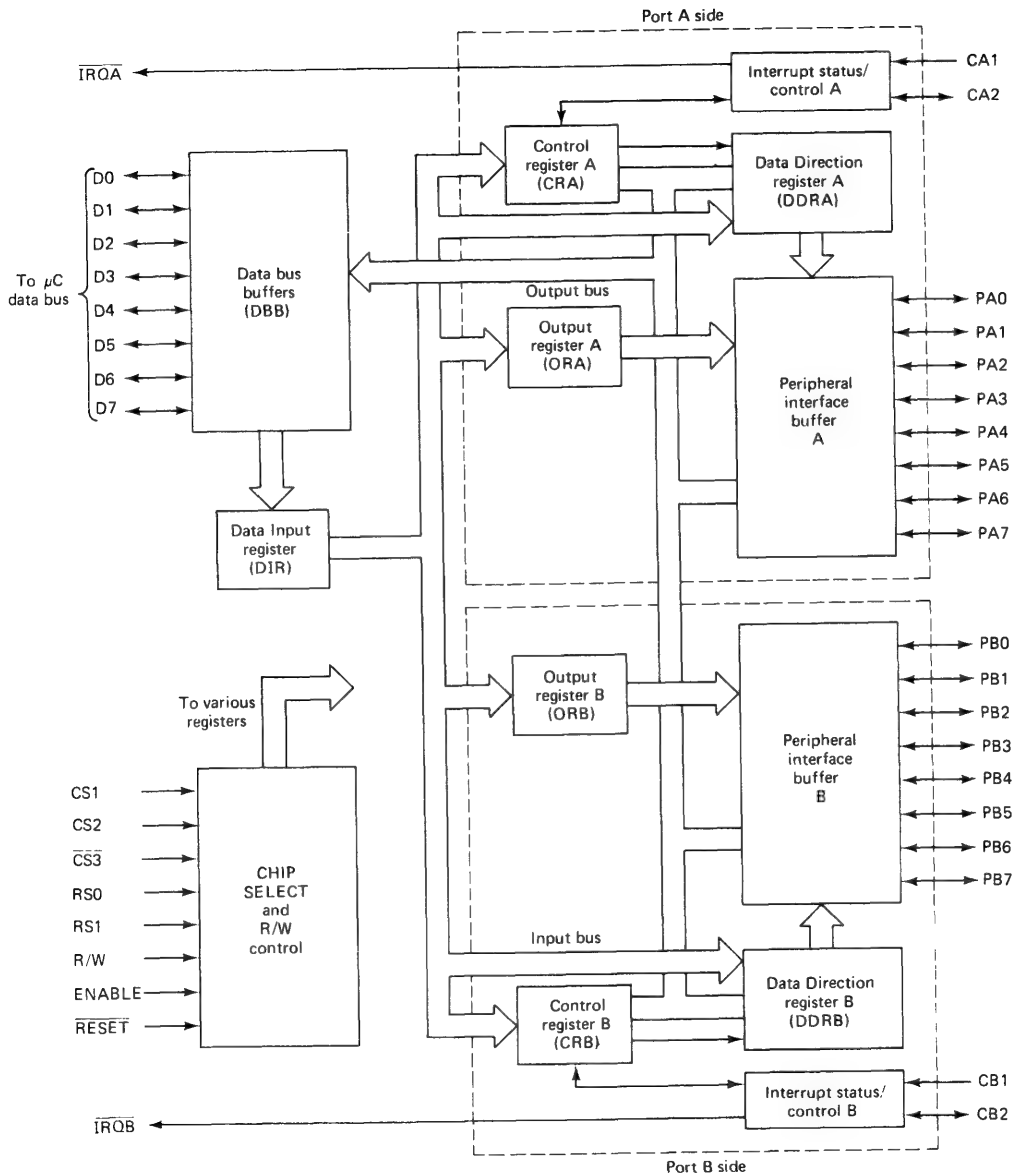 Port A side
IRQA
Interrupt status/
control A
CA1
CA2
Control
register A
(CRA)
Data Direction
register A
(DDRA)
D0
D1
D2
D3
D4
D5
D6
D7
To μC
data bus
Data bus
buffers
(DBB)
Output bus
Output
register A
(ORA)
Peripheral
interface
buffer
A
PA0
PA1
PA2
PA3
PA4
PA5
PA6
PA7
Data Input
register
(DIR)
To various
registers
Output
register B
(ORB)
Peripheral
interface
buffer
B
PB0
PB1
PB2
PB3
PB4
PB5
PB6
PB7
CS1
CS2
CS3
RS0
RS1
R/W
ENABLE
RESET
CHIP
SELECT
and
R/W
control
Input bus
Data Direction
register B
(DDRB)
Control
register B
(CRB)
Interrupt status/
control B
CB1
CB2
IRQB
Port B side